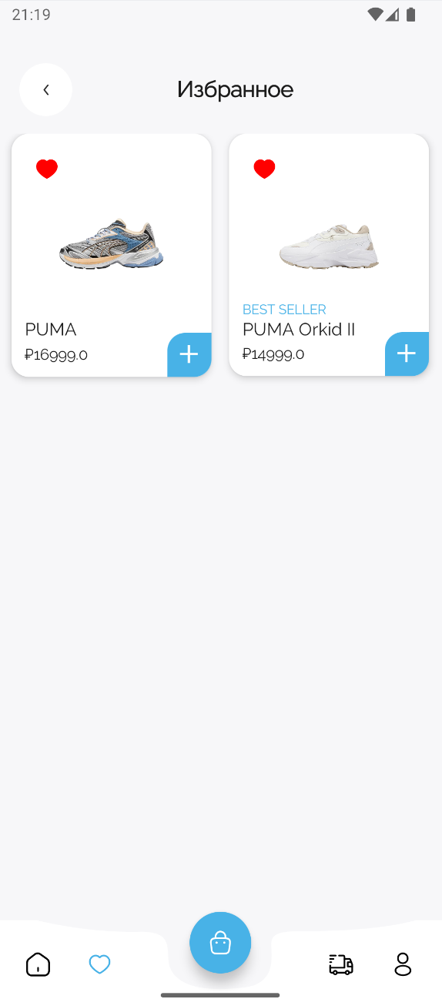 21:19
Избранное
PUMA
₽16999.0
BEST SELLER
PUMA Orkid II
₽14999.0